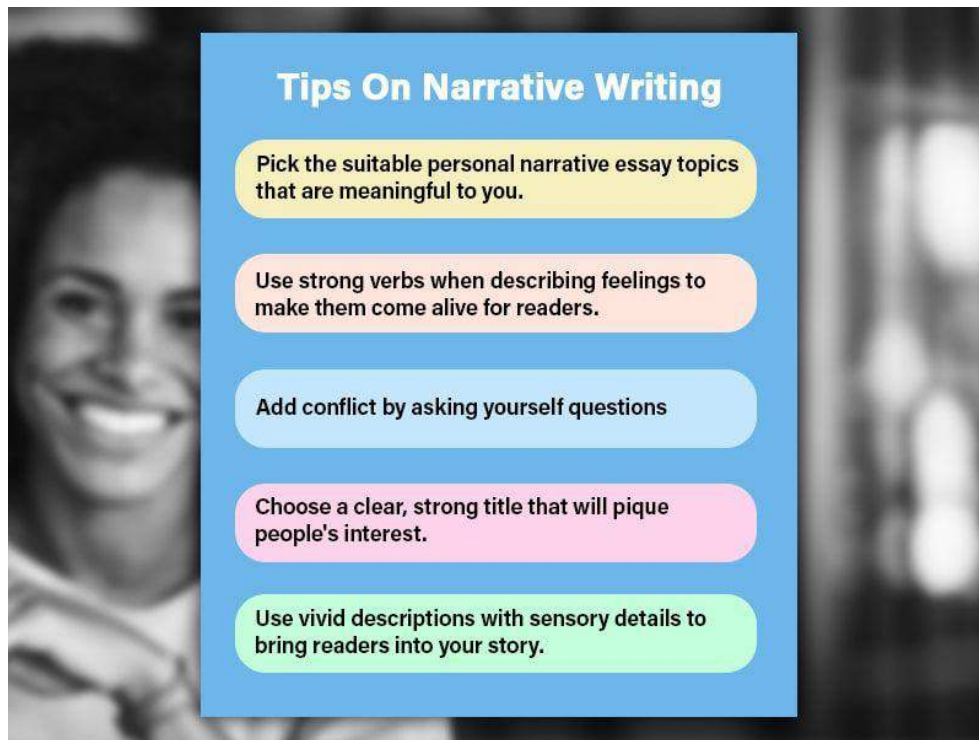 Tips On Narrative Writing
Pick the suitable personal narrative essay topics
that are meaningful to you.
Use strong verbs when describing feelings to
make them come alive for readers.
Add conflict by asking yourself questions
Choose a clear, strong title that will pique
people's interest.
Use vivid descriptions with sensory details to
bring readers into your story.